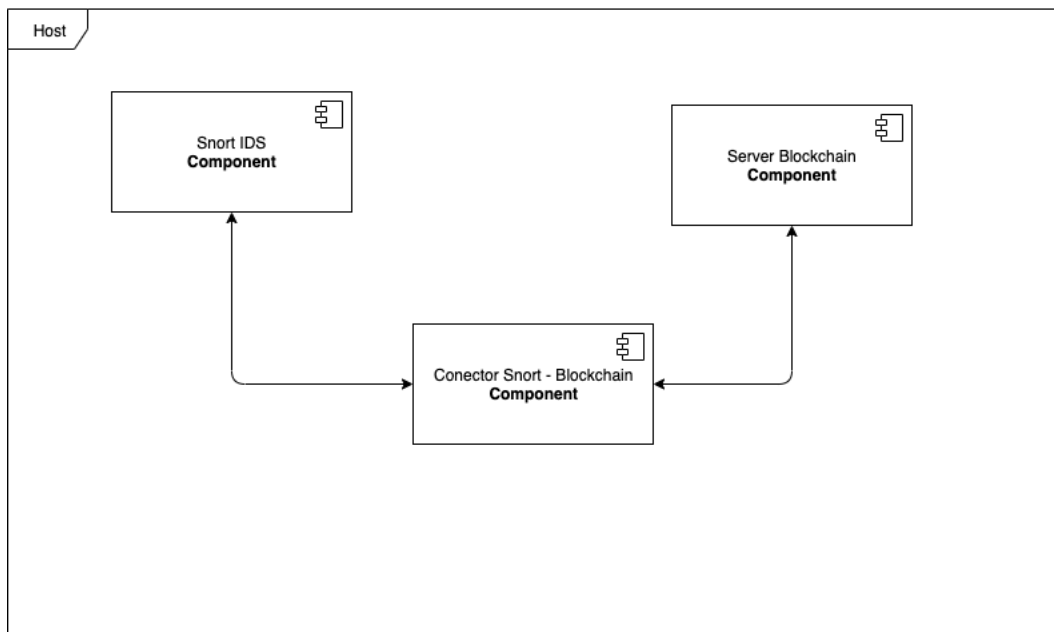 Host
Snort IDS
Component
Server Blockchain
Component
Conector Snort - Blockchain
Component